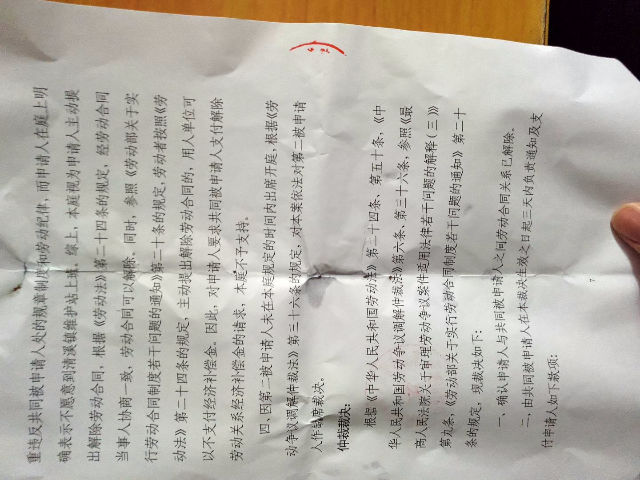 重违反共同被申请人处的规章制度和劳动纪律，而申请人在庭上明
确表示不愿意到清溪镇维护站上班。综上，本庭视为申请人主动提
出解除劳动合同，根据《劳动法》第二十四条的规定，经劳动合同
当事人协商一致，劳动合同可以解除。同时，参照《劳动部关于实
行劳动合同制度若干问题的通知》第二十条的规定，劳动者按照《劳
动法》第二十四条的规定，主动提出解除劳动合同的，用人单位可
以不支付经济补偿金。因此，对申请人要求共同被申请人支付解除
劳动关系经济补偿金的请求，本庭不予支持。
四、因第二被申请人未在本庭规定的时间内出席开庭，根据《劳
动争议调解仲裁法》第三十六条的规定，对本案依法对第二被申请
人作缺席裁决。
仲裁裁决：
根据《中华人民共和国劳动法》第二十四条、第五十条，《中
华人民共和国劳动争议调解仲裁法》第六条、第三十六条，参照《最
高人民法院关于审理劳动争议案件适用法律若干问题的解释（三）》
第九条，《劳动部关于实行劳动合同制度若干问题的通知》第二十
条的规定，现裁决如下：
一、确认申请人与共同被申请人之间劳动合同关系已解除。
二、由共同被申请人在本裁决生效之日起三天内负责通知及支
付申请人如下款项：
7